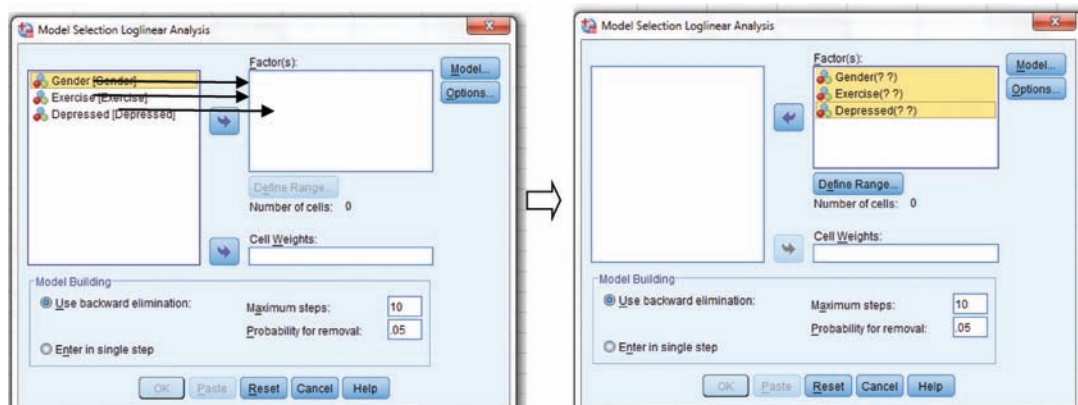 Model Selection Loglinear Analysis
Gender [Gender]
Exercise [Exercise]
Depressed [Depressed]
Factor(s):
Model...
Options...
Define Range...
Number of cells: 0
Cell Weights:
Model Building
Use backward elimination:
Maximum steps: 10
Probability for removal: .05
Enter in single step
OK Paste Reset Cancel Help
Model Selection Loglinear Analysis
Factor(s):
Gender(? ?)
Exercise(? ?)
Depressed(? ?)
Model...
Options...
Define Range...
Number of cells: 0
Cell Weights:
Model Building
Use backward elimination:
Maximum steps: 10
Probability for removal: .05
Enter in single step
OK Paste Reset Cancel Help